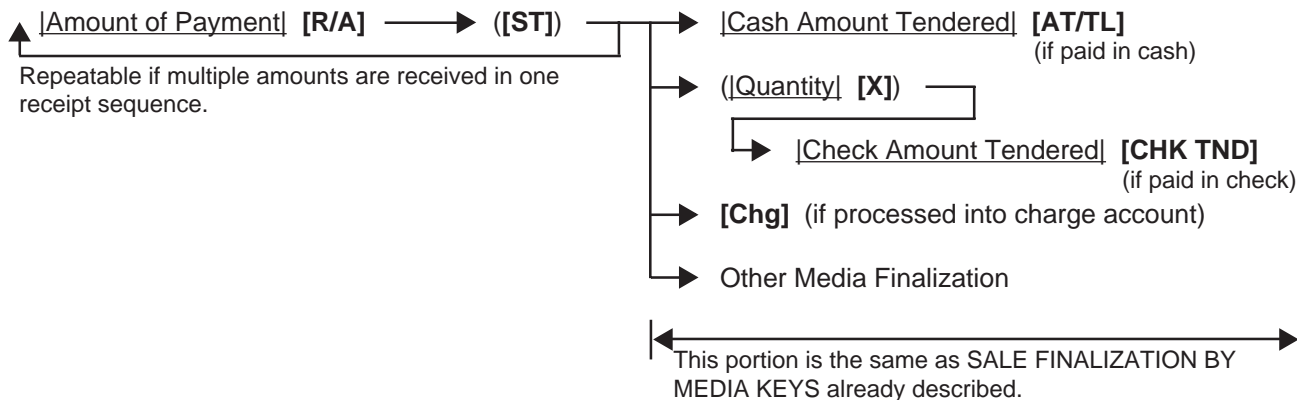 |Amount of Payment| [R/A] ([ST]) |Cash Amount Tendered| [AT/TL]
(if paid in cash)
Repeatable if multiple amounts are received in one
receipt sequence.
(|Quantity| [X])
|Check Amount Tendered| [CHK TND]
(if paid in check)
[Chg] (if processed into charge account)
Other Media Finalization
This portion is the same as SALE FINALIZATION BY
MEDIA KEYS already described.